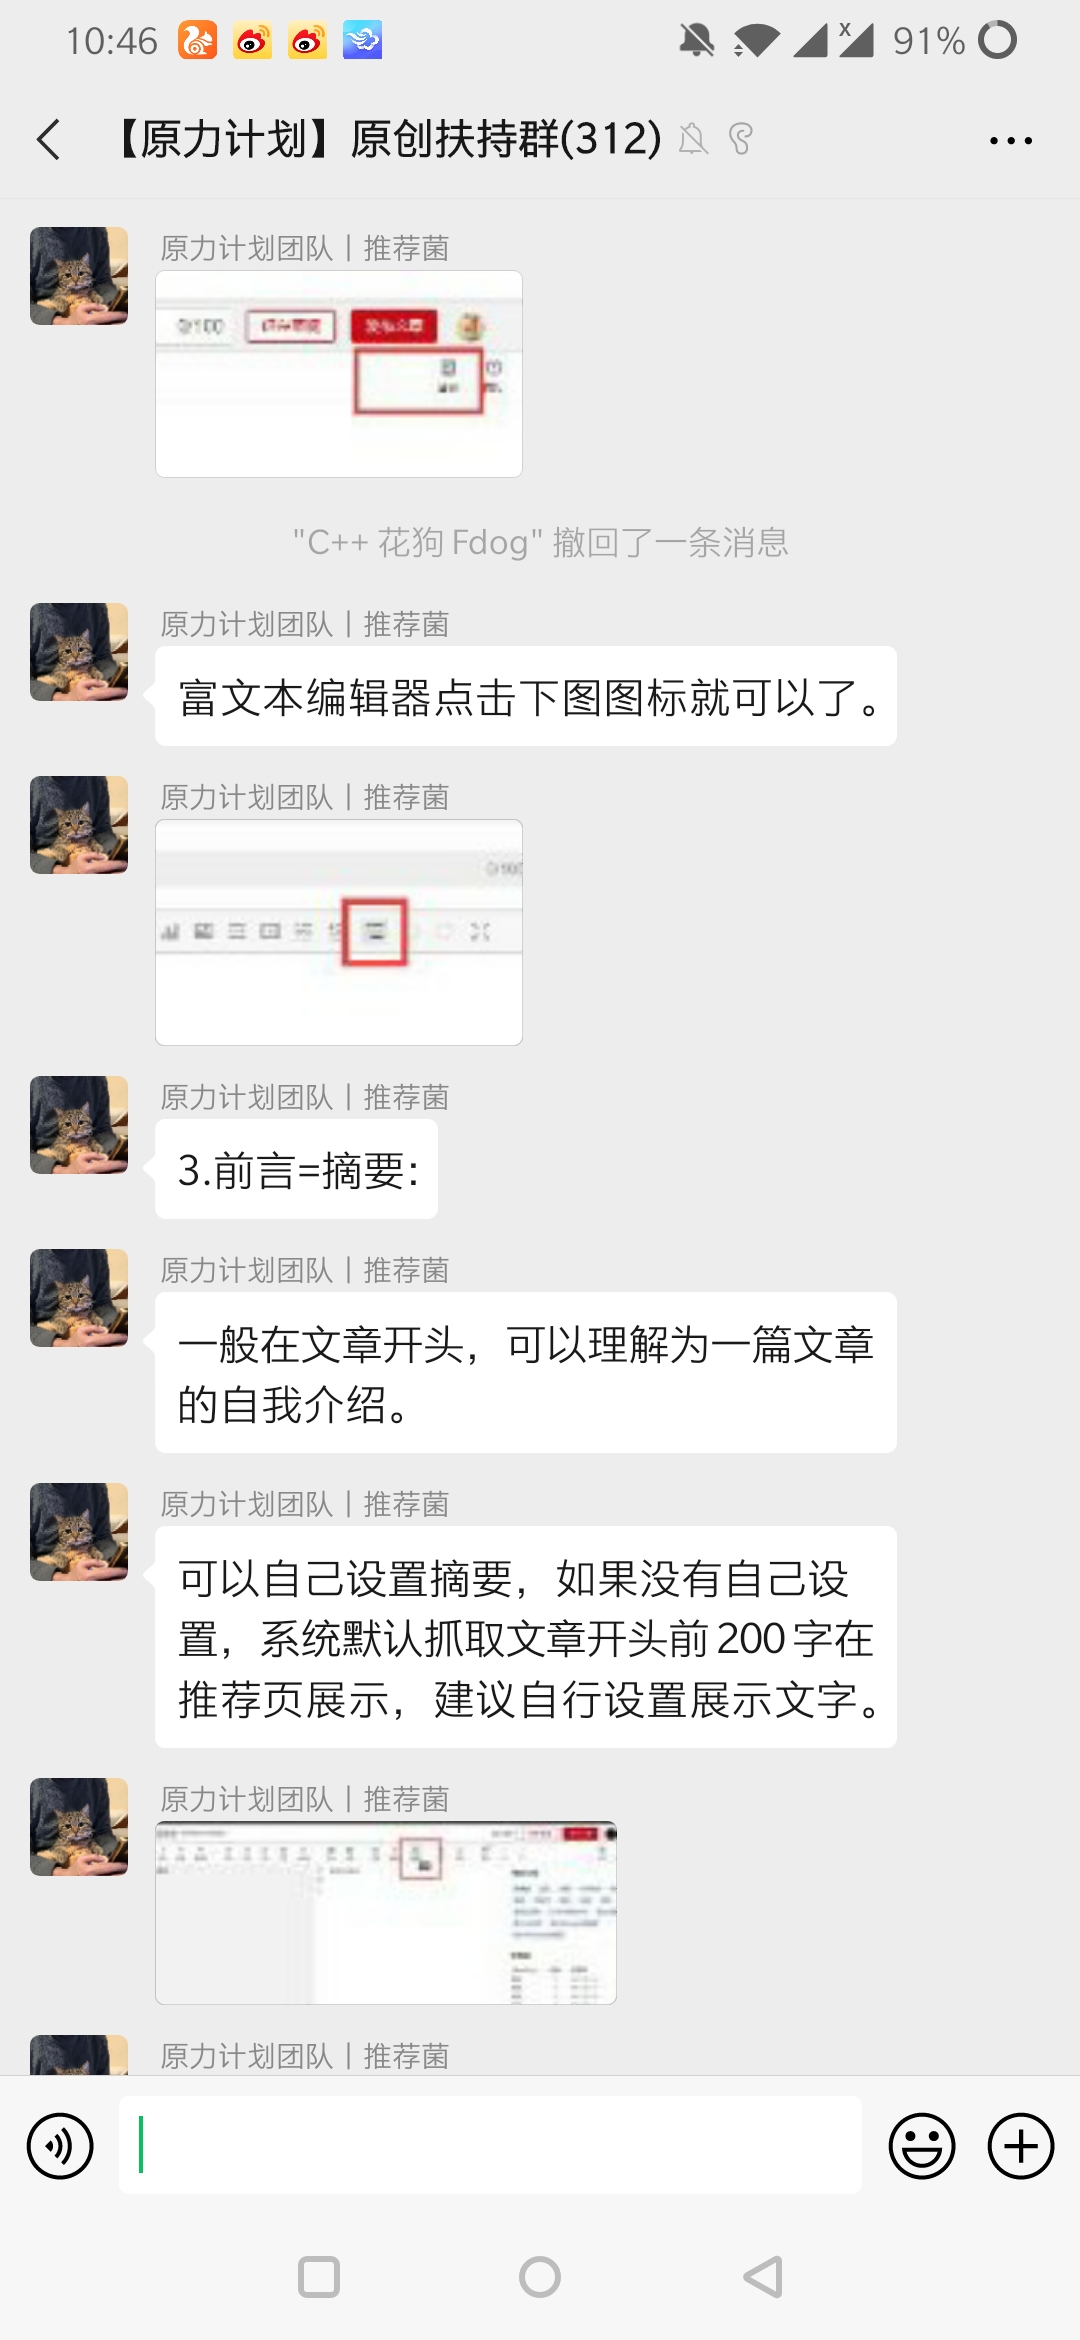 10:46
91%
【原力计划】原创扶持群(312)
原力计划团队丨推荐菌
0/100
"C++ 花狗 Fdog" 撤回了一条消息
原力计划团队丨推荐菌
富文本编辑器点击下图图标就可以了。
原力计划团队丨推荐菌
原力计划团队丨推荐菌
3.前言=摘要:
原力计划团队丨推荐菌
一般在文章开头，可以理解为一篇文章
的自我介绍。
原力计划团队丨推荐菌
可以自己设置摘要，如果没有自己设
置，系统默认抓取文章开头前200字在
推荐页展示，建议自行设置展示文字。
原力计划团队丨推荐菌
原力计划团队丨推荐菌